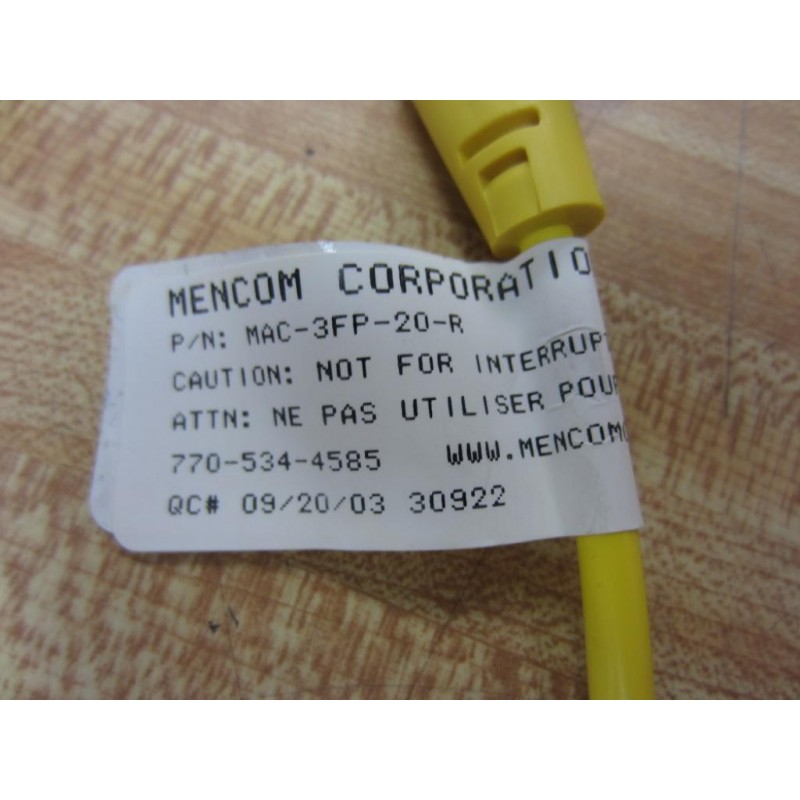 MENCOM CORPORATIO
P/N: MAC-3FP-20-R
CAUTION: NOT FOR INTERRUPT
ATTN: NE PAS UTILISER POUR
770-534-4585 WWW.MENCOM
QC# 09/20/03 30922